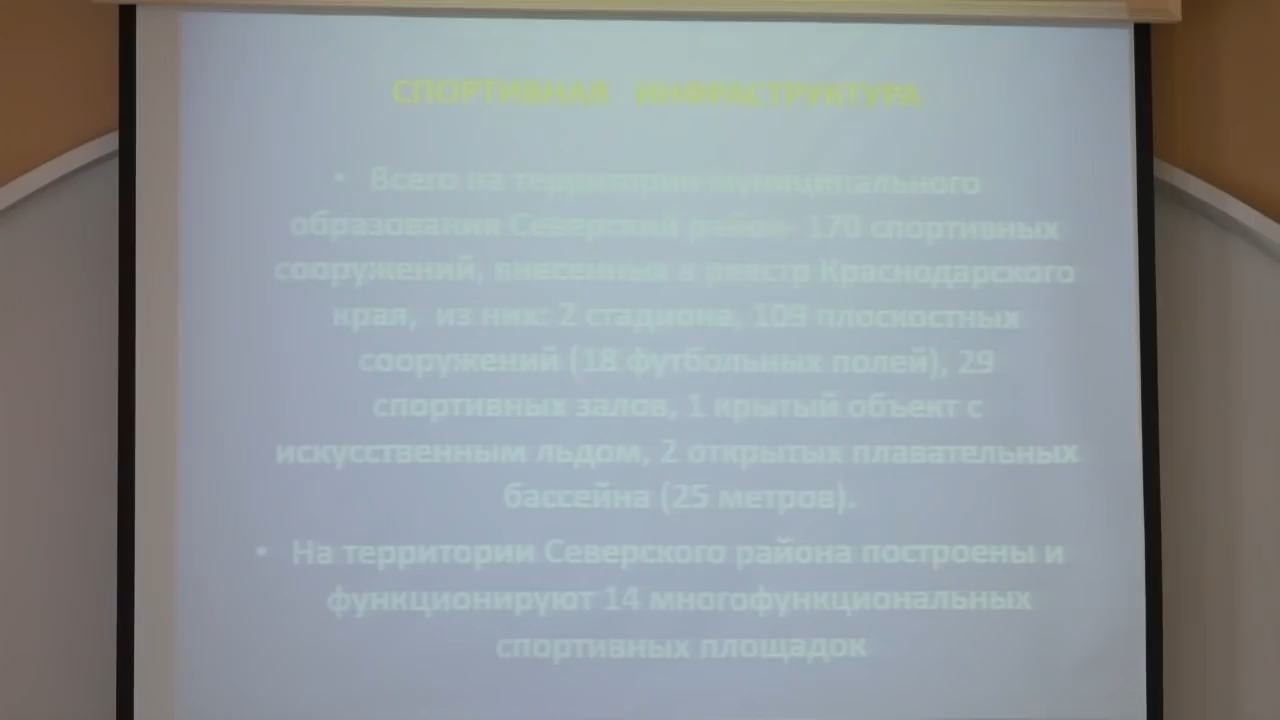 СПОРТИВНАЯ ИНФРАСТРУКТУРА
• Всего на территории муниципального
образования Северский район- 170 спортивных
сооружений, внесенных в реестр Краснодарского
края, из них: 2 стадиона, 109 плоскостных
сооружений (18 футбольных полей), 29
спортивных залов, 1 крытый объект с
искусственным льдом, 2 открытых плавательных
бассейна (25 метров).
• На территории Северского района построены и
функционируют 14 многофункциональных
спортивных площадок